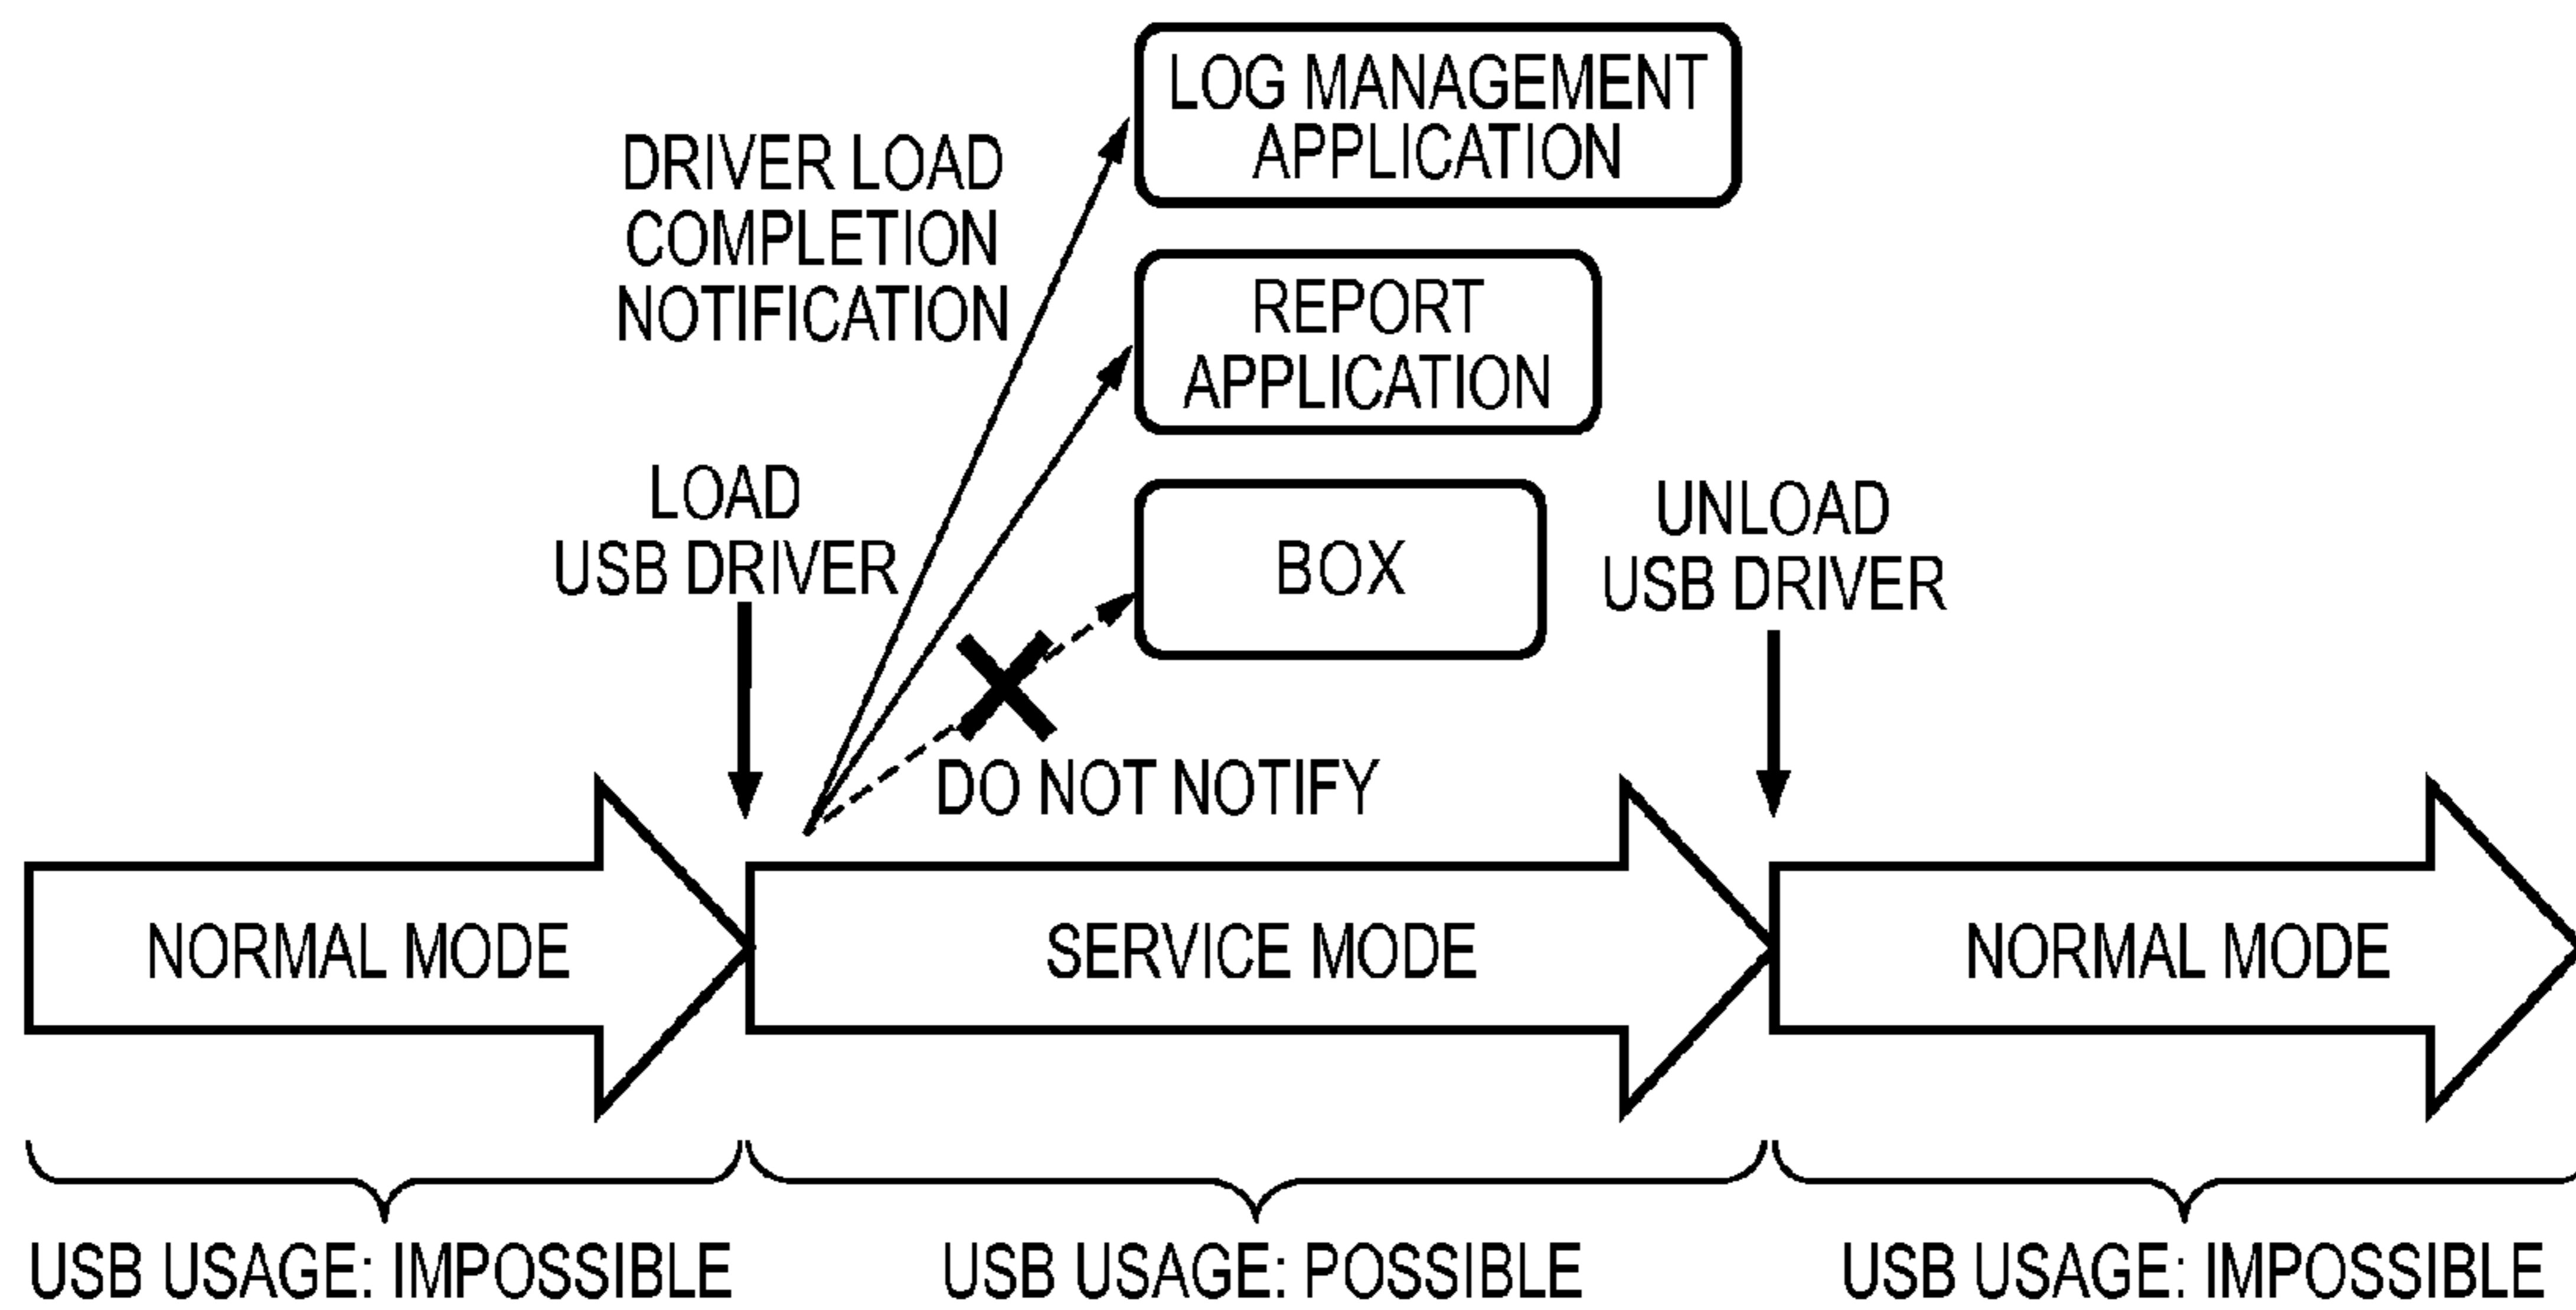 LOG MANAGEMENT
APPLICATION
DRIVER LOAD
COMPLETION
NOTIFICATION
REPORT
APPLICATION
LOAD
USB DRIVER
BOX
UNLOAD
USB DRIVER
DO NOT NOTIFY
NORMAL MODE
SERVICE MODE
NORMAL MODE
USB USAGE: IMPOSSIBLE
USB USAGE: POSSIBLE
USB USAGE: IMPOSSIBLE